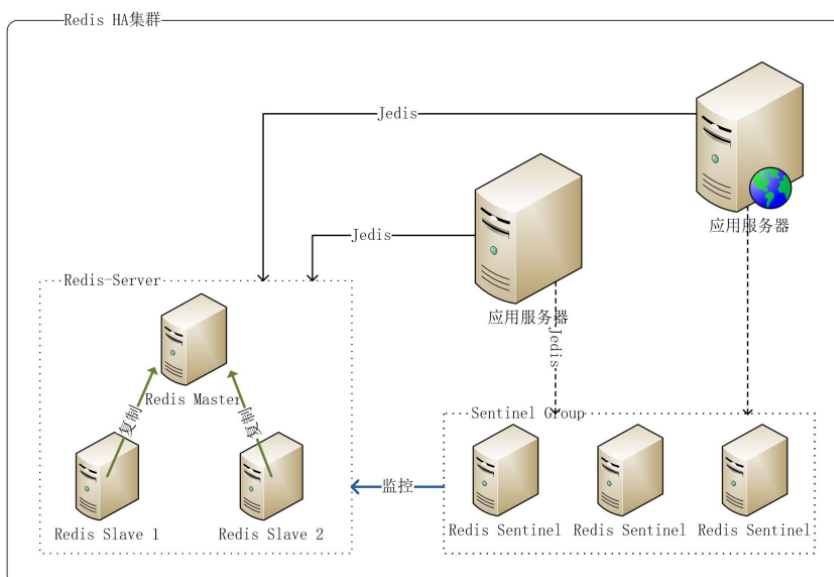 Redis HA集群
Jedis
应用服务器
Jedis
应用服务器
Jedis
Redis-Server
Redis Master
复制
复制
Redis Slave 1
Redis Slave 2
监控
Sentinel Group
Redis Sentinel
Redis Sentinel
Redis Sentinel